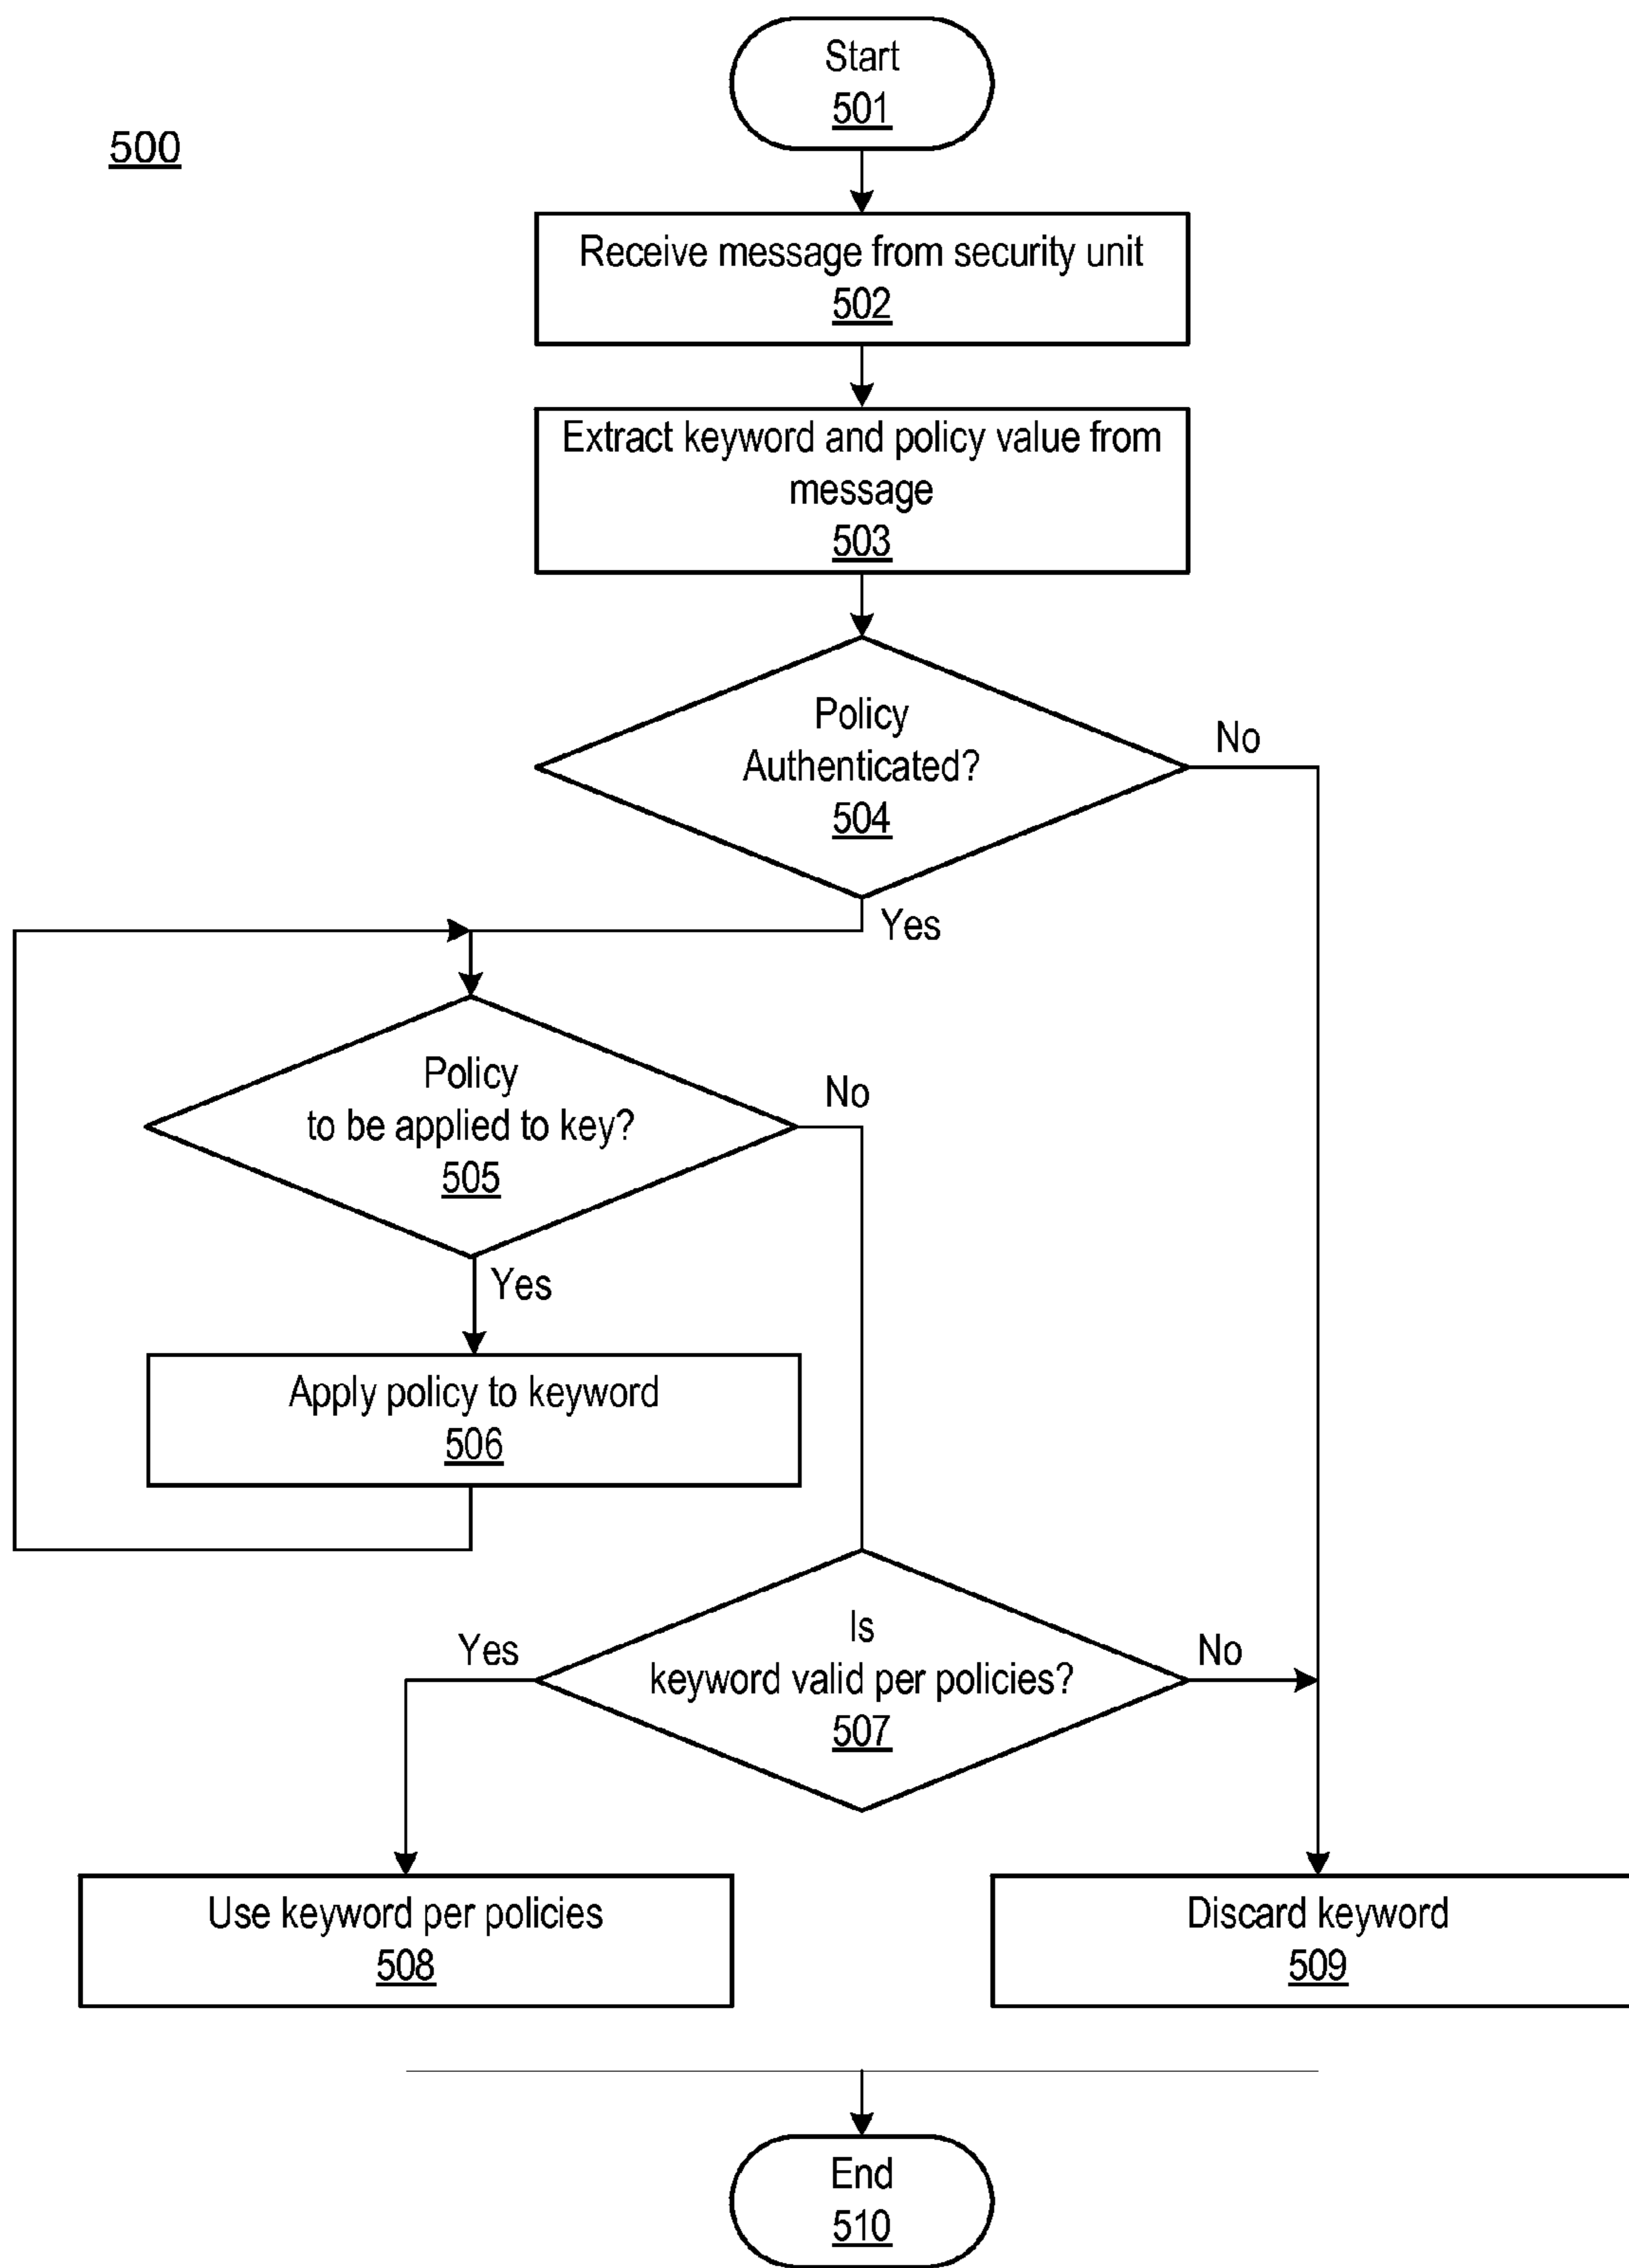 Start
501
500
Receive message from security unit
502
Extract keyword and policy value from
message
503
Policy
Authenticated?
504
No
Yes
Policy
to be applied to key?
505
No
Yes
Apply policy to keyword
506
Is
keyword valid per policies?
507
Yes
No
Use keyword per policies
508
Discard keyword
509
End
510